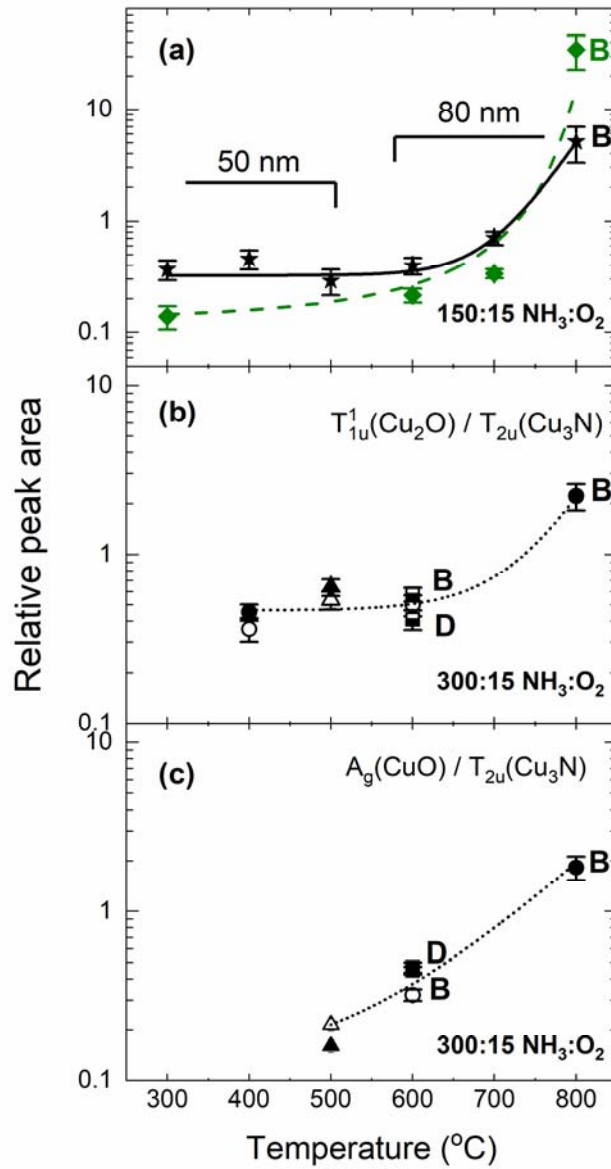 (a)
B
10
80 nm
B
50 nm
1
0.1
150:15 NH₃:O₂
10
(b)
T¹₁ᵤ(Cu₂O) / T₂ᵤ(Cu₃N)
B
1
B
D
300:15 NH₃:O₂
0.1
10
(c)
A_g(CuO) / T₂ᵤ(Cu₃N)
B
1
D
B
300:15 NH₃:O₂
0.1
300 400 500 600 700 800
Temperature (°C)
Relative peak area